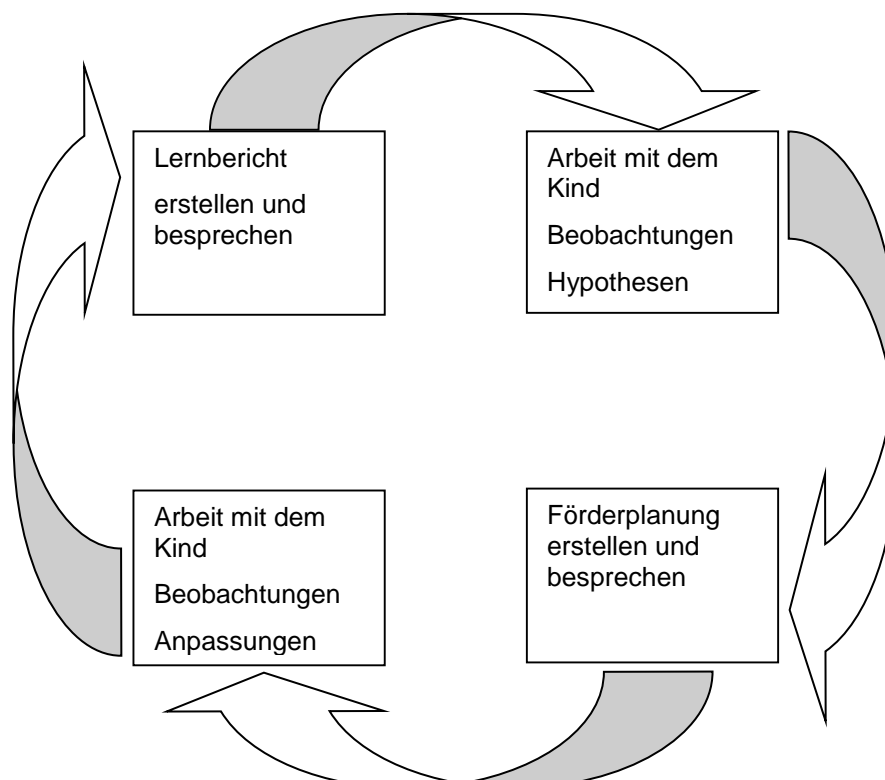 Lernbericht
erstellen und
besprechen
Arbeit mit dem
Kind
Beobachtungen
Hypothesen
Arbeit mit dem
Kind
Beobachtungen
Anpassungen
Förderplanung
erstellen und
besprechen